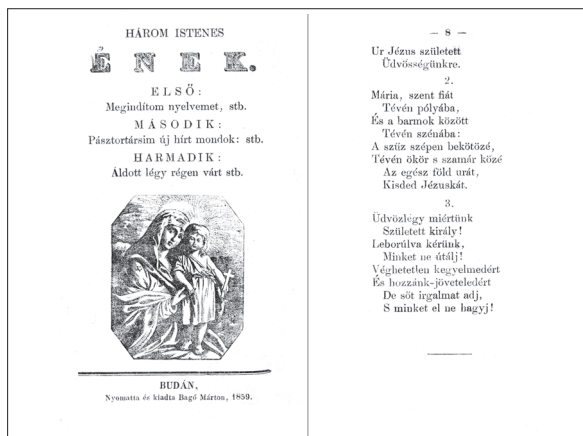 HÁROM ISTENES
ÉNEK.
ELSŐ:
Megindítom nyelvemet, stb.
MÁSODIK:
Pásztortársim új hírt mondok: stb.
HARMADIK:
Áldott légy régen várt stb.
BUDÁN,
Nyomatta és kiadta Bagó Márton, 1859.
— 8 —
Ur Jézus született
Üdvösségünkre.
2.
Mária, szent fiát
Tévén pólyába,
És a barmok között
Tévén szénába:
A szüz szépen bekötözé,
Tévén ökör s szamár közé
Az egész föld urát,
Kisded Jézuskát.
3.
Üdvözlégy miértünk
Született király!
Leborúlva kérünk,
Minket ne útálj!
Véghetetlen kegyelmedért
És hozzánk-jöveteledért
De sőt irgalmat adj,
S minket el ne hagyj!